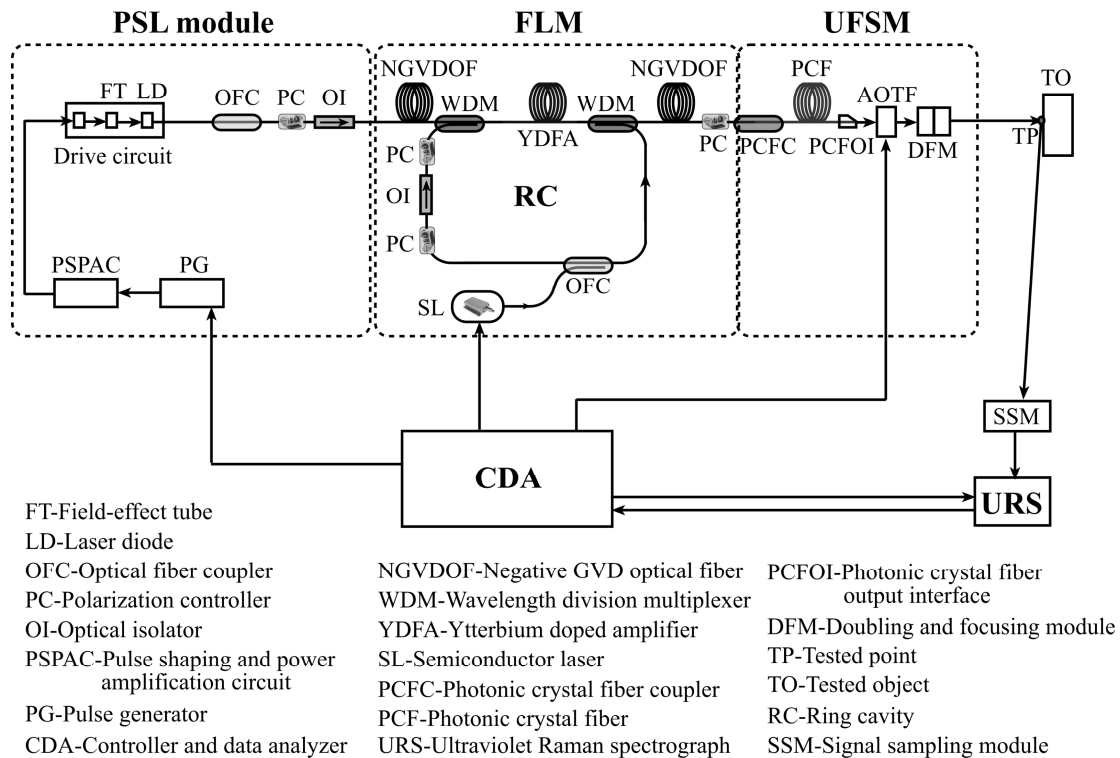 PSL module
FLM
UFSM
FT LD
OFC
PC
OI
NGVDOF
WDM
WDM
NGVDOF
PCF
AOTF
TO
Drive circuit
YDFA
PC
PCFC
PCFOI
DFM
TP
PC
OI
RC
PC
PSPAC
PG
OFC
SL
SSM
CDA
URS
FT-Field-effect tube
LD-Laser diode
OFC-Optical fiber coupler
PC-Polarization controller
OI-Optical isolator
PSPAC-Pulse shaping and power
amplification circuit
PG-Pulse generator
CDA-Controller and data analyzer
NGVDOF-Negative GVD optical fiber
WDM-Wavelength division multiplexer
YDFA-Ytterbium doped amplifier
SL-Semiconductor laser
PCFC-Photonic crystal fiber coupler
PCF-Photonic crystal fiber
URS-Ultraviolet Raman spectrograph
PCFOI-Photonic crystal fiber
output interface
DFM-Doubling and focusing module
TP-Tested point
TO-Tested object
RC-Ring cavity
SSM-Signal sampling module